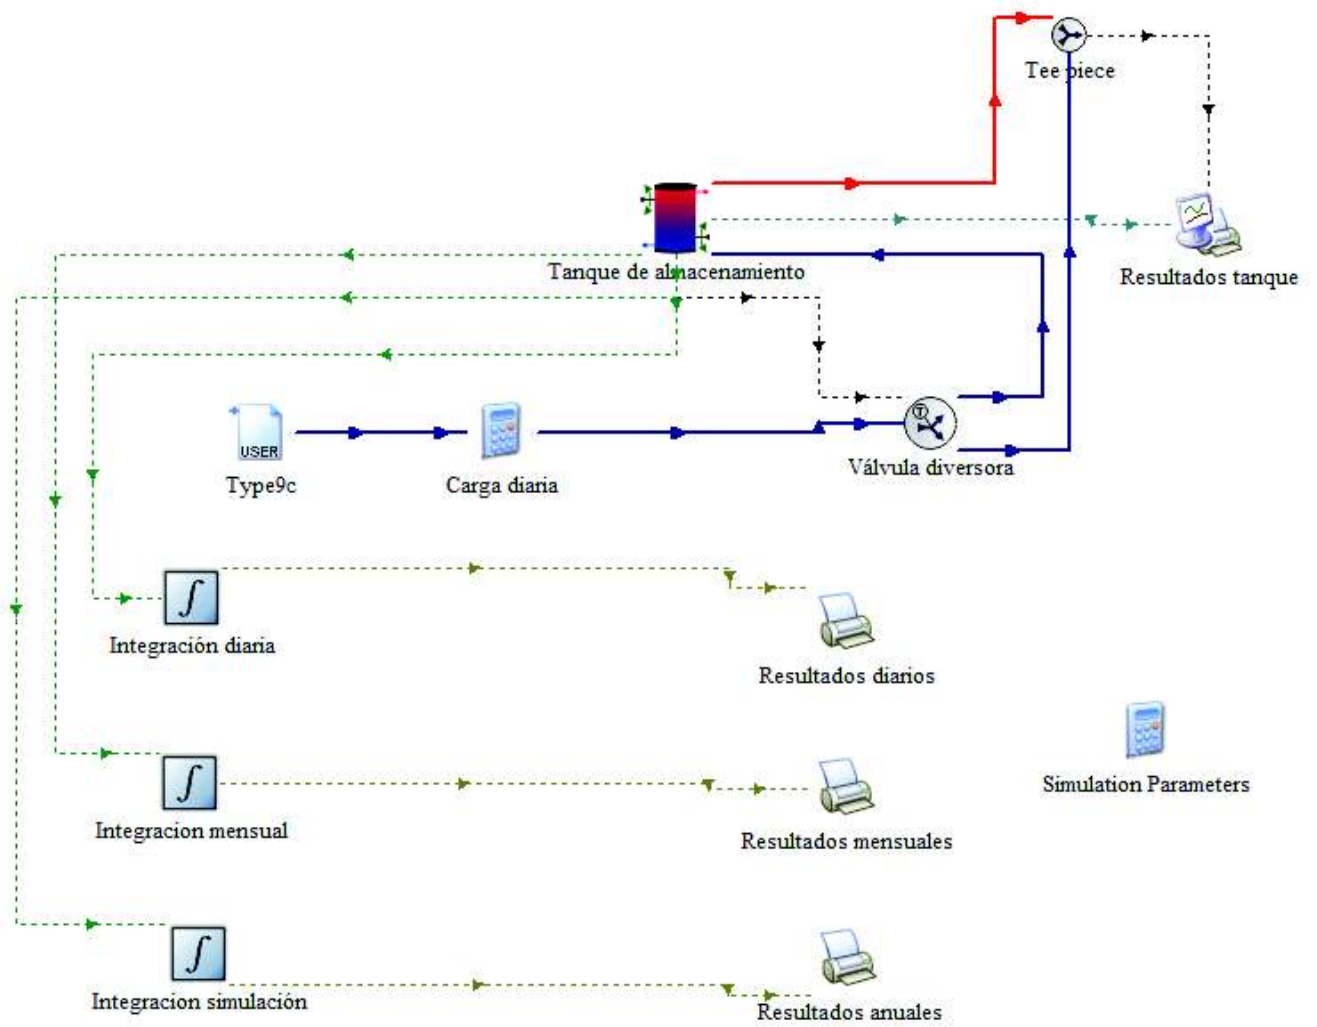 Tee piece
Tanque de almacenamiento
Resultados tanque
T
USER
Type9c
Carga diaria
Válvula diversora
∫
Integración diaria
Resultados diarios
Simulation Parameters
∫
Integracion mensual
Resultados mensuales
∫
Integracion simulación
Resultados anuales